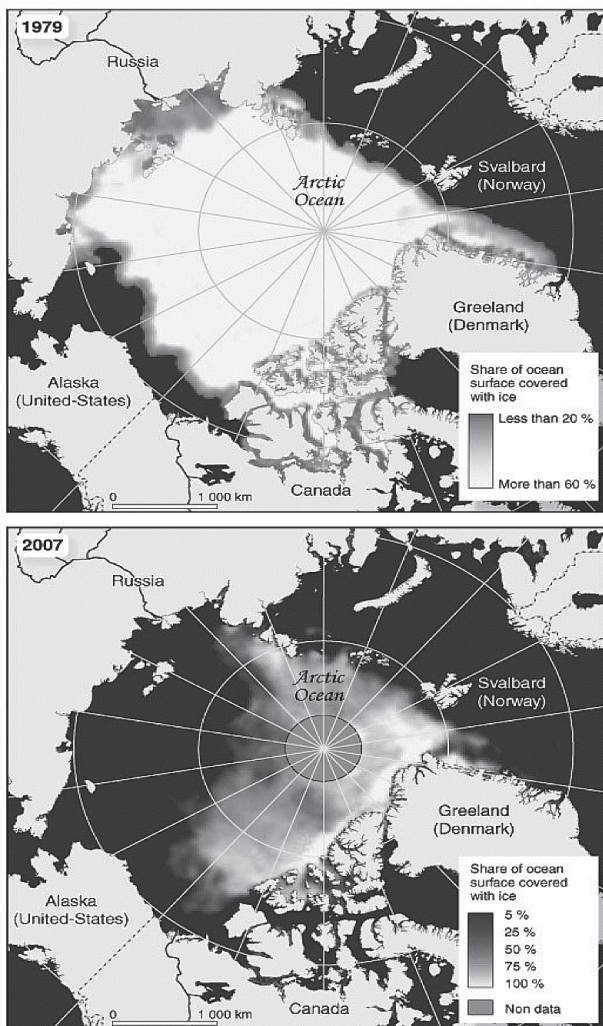 1979
Russia
Arctic
Ocean
Svalbard
(Norway)
Greeland
(Denmark)
Alaska
(United-States)
Canada
0 1 000 km
Share of ocean
surface covered
with ice
Less than 20 %
More than 60 %
2007
Russia
Arctic
Ocean
Svalbard
(Norway)
Greeland
(Denmark)
Alaska
(United-States)
Canada
0 1 000 km
Share of ocean
surface covered
with ice
5 %
25 %
50 %
75 %
100 %
Non data